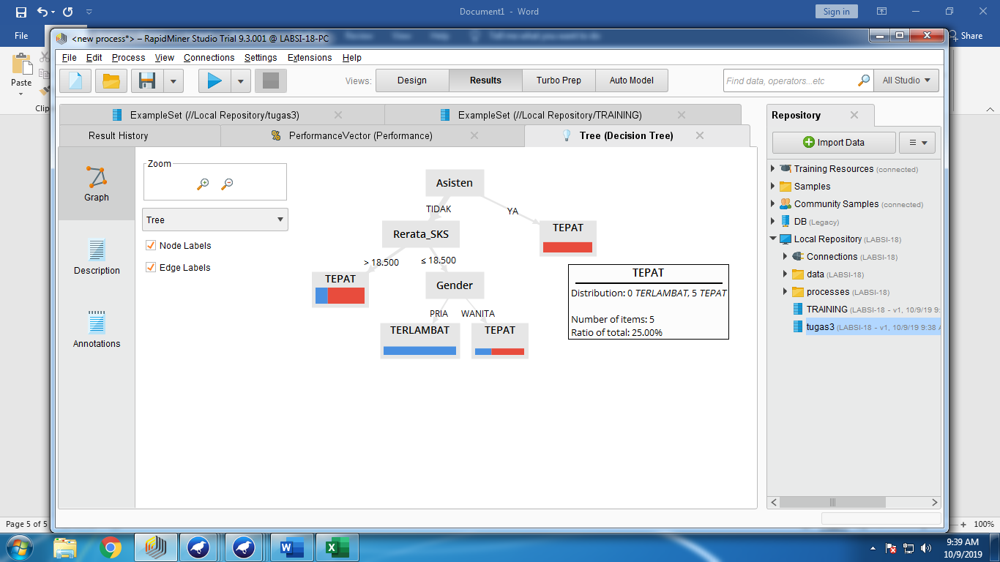 Document1 - Word
Sign in
File
Share
<new process*> – RapidMiner Studio Trial 9.3.001 @ LABSI-18-PC
File Edit Process View Connections Settings Extensions Help
Paste
Clip
Views:
Design
Results
Turbo Prep
Auto Model
Find data, operators...etc
All Studio
ExampleSet (//Local Repository/tugas3)
ExampleSet (//Local Repository/TRAINING)
Result History
PerformanceVector (Performance)
Tree (Decision Tree)
Graph
Description
Annotations
Zoom
Tree
Node Labels
Edge Labels
Asisten
TIDAK
YA
Rerata_SKS
TEPAT
> 18.500
≤ 18.500
TEPAT
Gender
PRIA
WANITA
TERLAMBAT
TEPAT
TEPAT
Distribution: 0 TERLAMBAT, 5 TEPAT
Number of items: 5
Ratio of total: 25.00%
Repository
Import Data
Training Resources (connected)
Samples
Community Samples (connected)
DB (Legacy)
Local Repository (LABSI-18)
Connections (LABSI-18)
data (LABSI-18)
processes (LABSI-18)
TRAINING (LABSI-18 - v1, 10/9/19 9:
tugas3 (LABSI-18 - v1, 10/9/19 9:38 A
Page 5 of 5
100%
9:39 AM
10/9/2019